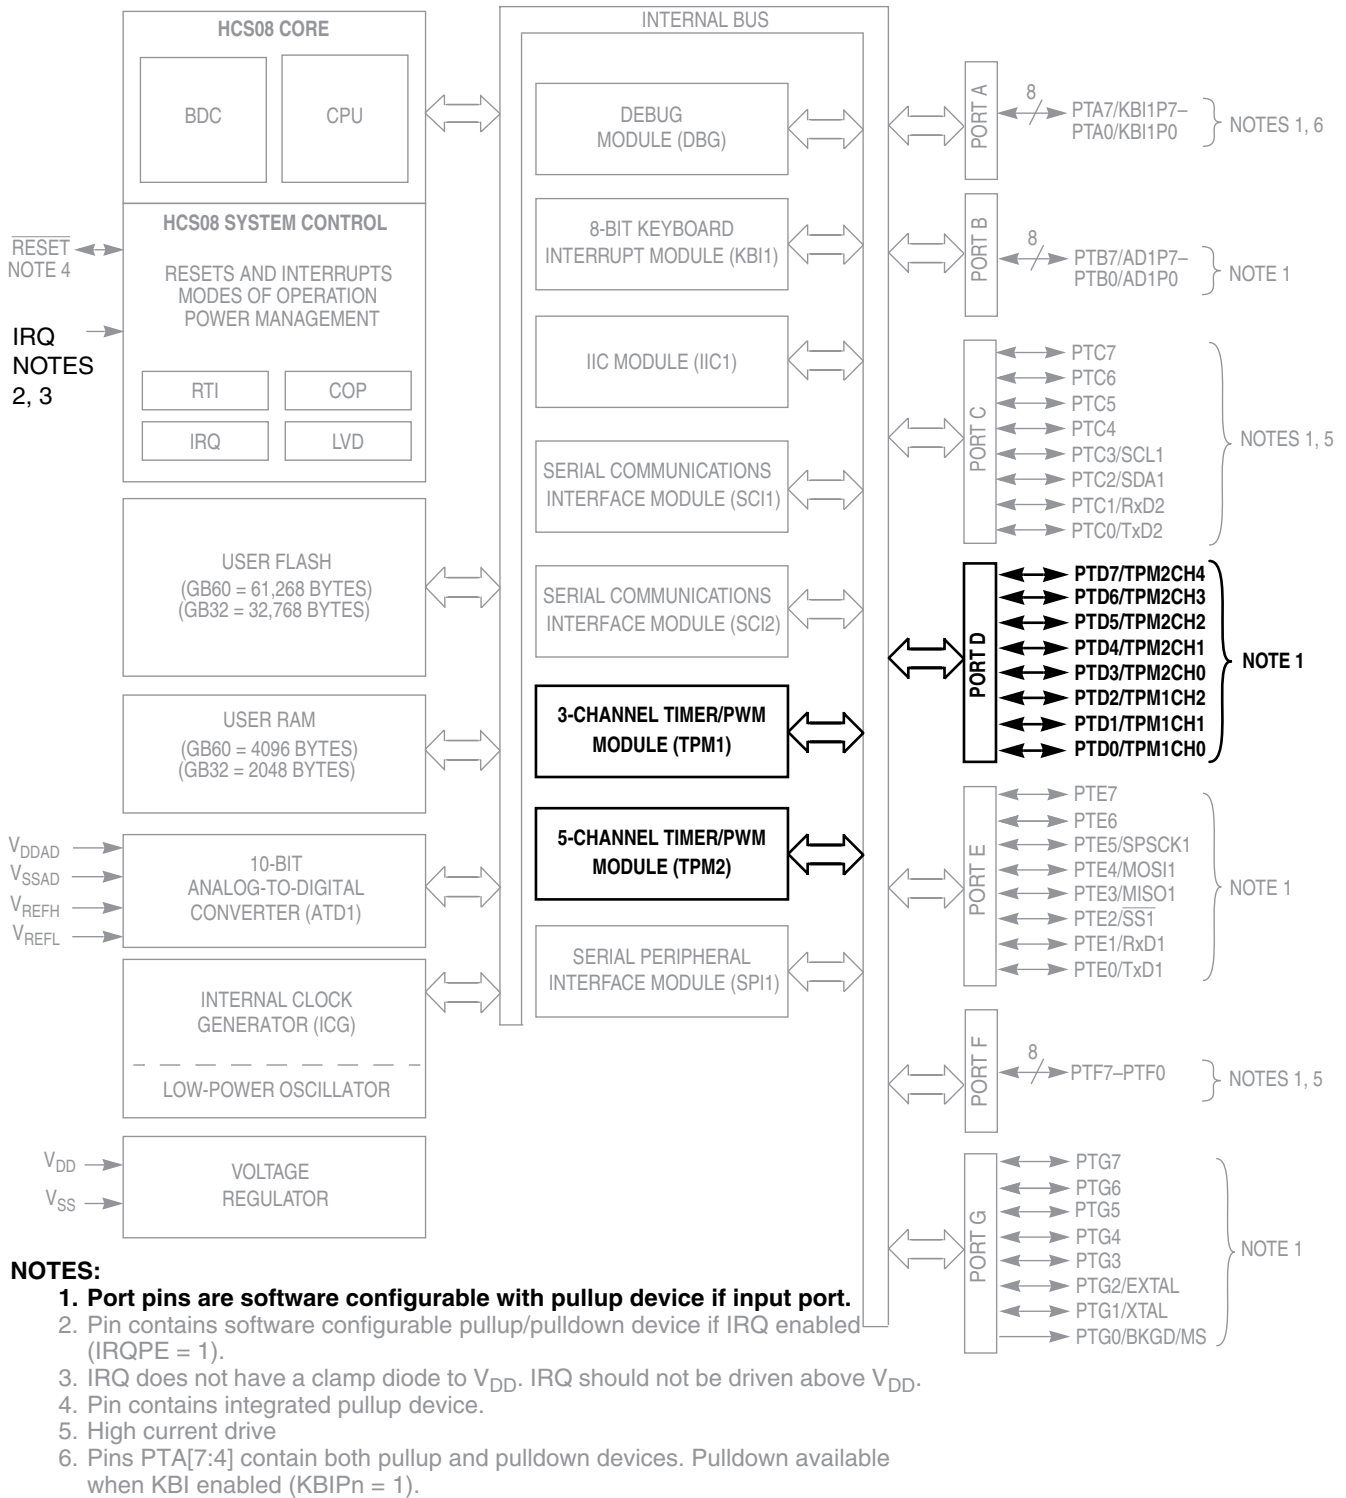 HCS08 CORE
BDC
CPU
HCS08 SYSTEM CONTROL
RESETS AND INTERRUPTS
MODES OF OPERATION
POWER MANAGEMENT
RTI
COP
IRQ
LVD
RESET
NOTE 4
IRQ
NOTES
2, 3
USER FLASH
(GB60 = 61,268 BYTES)
(GB32 = 32,768 BYTES)
USER RAM
(GB60 = 4096 BYTES)
(GB32 = 2048 BYTES)
VDDAD
VSSAD
VREFH
VREFL
10-BIT
ANALOG-TO-DIGITAL
CONVERTER (ATD1)
INTERNAL CLOCK
GENERATOR (ICG)
LOW-POWER OSCILLATOR
VDD
VSS
VOLTAGE
REGULATOR
INTERNAL BUS
DEBUG
MODULE (DBG)
8-BIT KEYBOARD
INTERRUPT MODULE (KBI1)
IIC MODULE (IIC1)
SERIAL COMMUNICATIONS
INTERFACE MODULE (SCI1)
SERIAL COMMUNICATIONS
INTERFACE MODULE (SCI2)
3-CHANNEL TIMER/PWM
MODULE (TPM1)
5-CHANNEL TIMER/PWM
MODULE (TPM2)
SERIAL PERIPHERAL
INTERFACE MODULE (SPI1)
PORT A
8
PTA7/KBI1P7–
PTA0/KBI1P0
NOTES 1, 6
PORT B
8
PTB7/AD1P7–
PTB0/AD1P0
NOTE 1
PORT C
PTC7
PTC6
PTC5
PTC4
PTC3/SCL1
PTC2/SDA1
PTC1/RxD2
PTC0/TxD2
NOTES 1, 5
PORT D
PTD7/TPM2CH4
PTD6/TPM2CH3
PTD5/TPM2CH2
PTD4/TPM2CH1
PTD3/TPM2CH0
PTD2/TPM1CH2
PTD1/TPM1CH1
PTD0/TPM1CH0
NOTE 1
PORT E
PTE7
PTE6
PTE5/SPSCK1
PTE4/MOSI1
PTE3/MISO1
PTE2/SS1
PTE1/RxD1
PTE0/TxD1
NOTE 1
PORT F
8
PTF7–PTF0
NOTES 1, 5
PORT G
PTG7
PTG6
PTG5
PTG4
PTG3
PTG2/EXTAL
PTG1/XTAL
PTG0/BKGD/MS
NOTE 1
NOTES:
1. Port pins are software configurable with pullup device if input port.
2. Pin contains software configurable pullup/pulldown device if IRQ enabled
(IRQPE = 1).
3. IRQ does not have a clamp diode to VDD. IRQ should not be driven above VDD.
4. Pin contains integrated pullup device.
5. High current drive
6. Pins PTA[7:4] contain both pullup and pulldown devices. Pulldown available
when KBI enabled (KBIPn = 1).